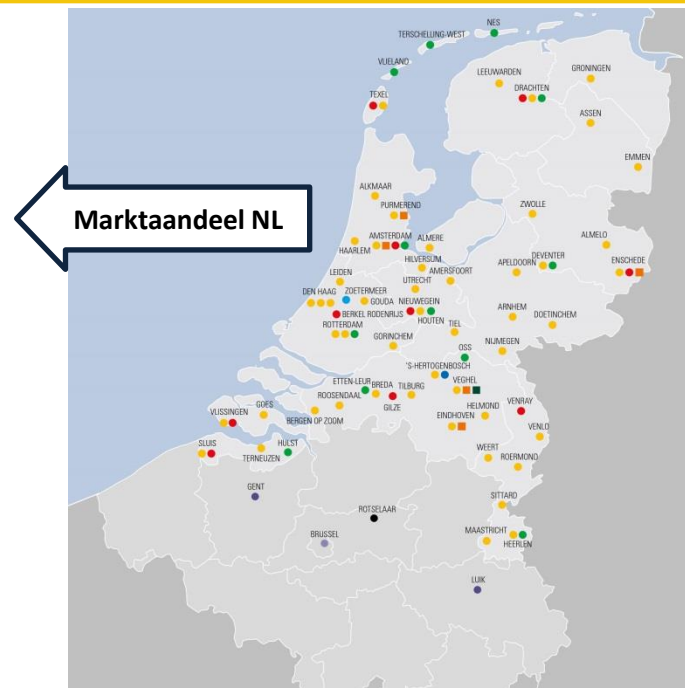 NES
TERSCHELLING-WEST
VLIELAND
LEEUWARDEN
GRONINGEN
DRACHTEN
TEXEL
ASSEN
EMMEN
ALKMAAR
PURMEREND
ZWOLLE
Marktaandeel NL
AMSTERDAM
ALMERE
ALMELO
HAARLEM
HILVERSUM
DEVENTER
APELDOORN
ENSCHEDE
LEIDEN
UTRECHT
AMERSFOORT
DEN HAAG
ZOETERMEER
GOUDA
NIEUWEGEIN
BERKEL RODENRIJS
HOUTEN
ARNHEM
DOETINCHEM
ROTTERDAM
TIEL
GORINCHEM
NIJMEGEN
OSS
'S-HERTOGENBOSCH
ETTEN-LEUR
BREDA
TILBURG
VEGHEL
ROOSENDAAL
GILZE
GOES
VLISSINGEN
BERGEN OP ZOOM
HELMOND
VENRAY
EINDHOVEN
VENLO
SLUIS
HULST
TERNEUZEN
WEERT
ROERMOND
GENT
SITTARD
ROTSELAAR
BRUSSEL
MAASTRICHT
HEERLEN
LUIK